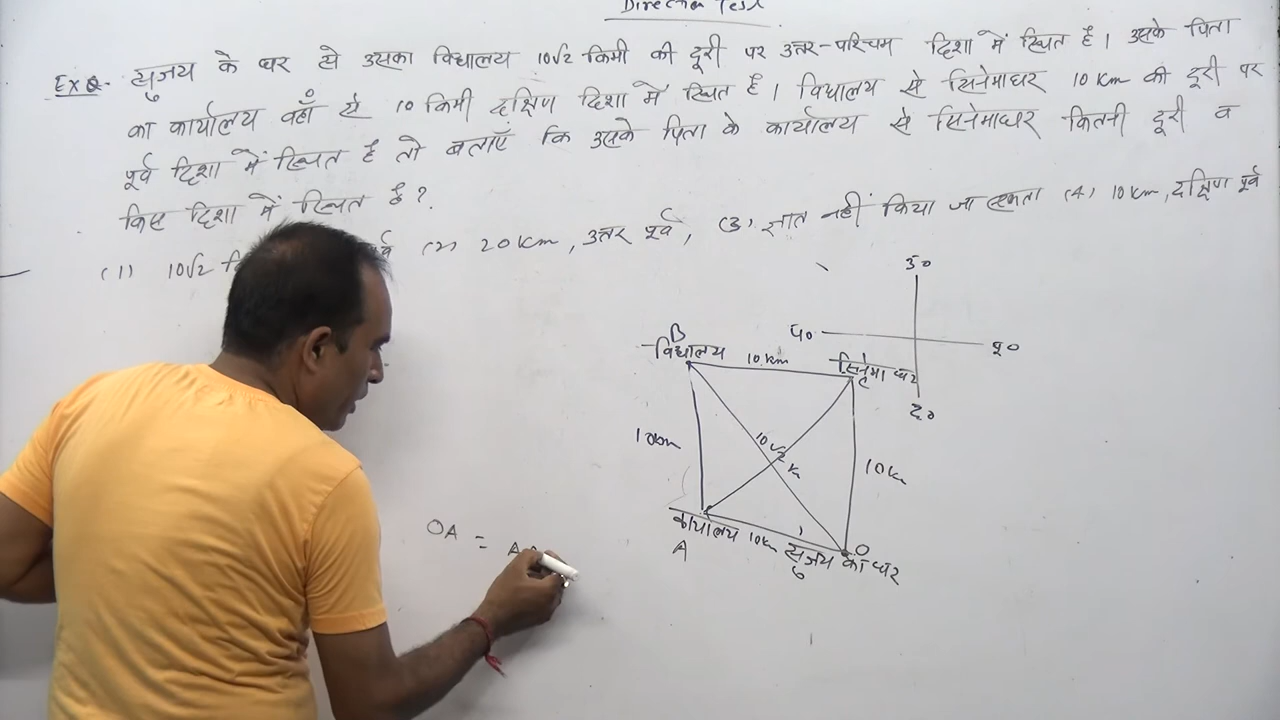 Direction Test
Ex सृजय के घर से उसका विद्यालय 10√2 किमी की दूरी पर उत्तर-पश्चिम दिशा में स्थित है। उसके पिता
का कार्यालय वहाँ से 10 किमी दक्षिण दिशा में स्थित है। विद्यालय से सिनेमाघर 10 Km की दूरी पर
पूर्व दिशा में स्थित है तो बताएँ कि उसके पिता के कार्यालय से सिनेमाघर कितनी दूरी व
किस दिशा में स्थित है?
(1) 10√2 कि (2) 20 Km, उत्तर पूर्व, (3) ज्ञात नहीं किया जा सकता (4) 10 Km, दक्षिण पूर्व
उ०
प०
पू०
द०
B
विद्यालय
10 km
सिनेमा घर
C
10km
10√2 k
10 km
कार्यालय 10km सृजय का घर
A
O
OA =